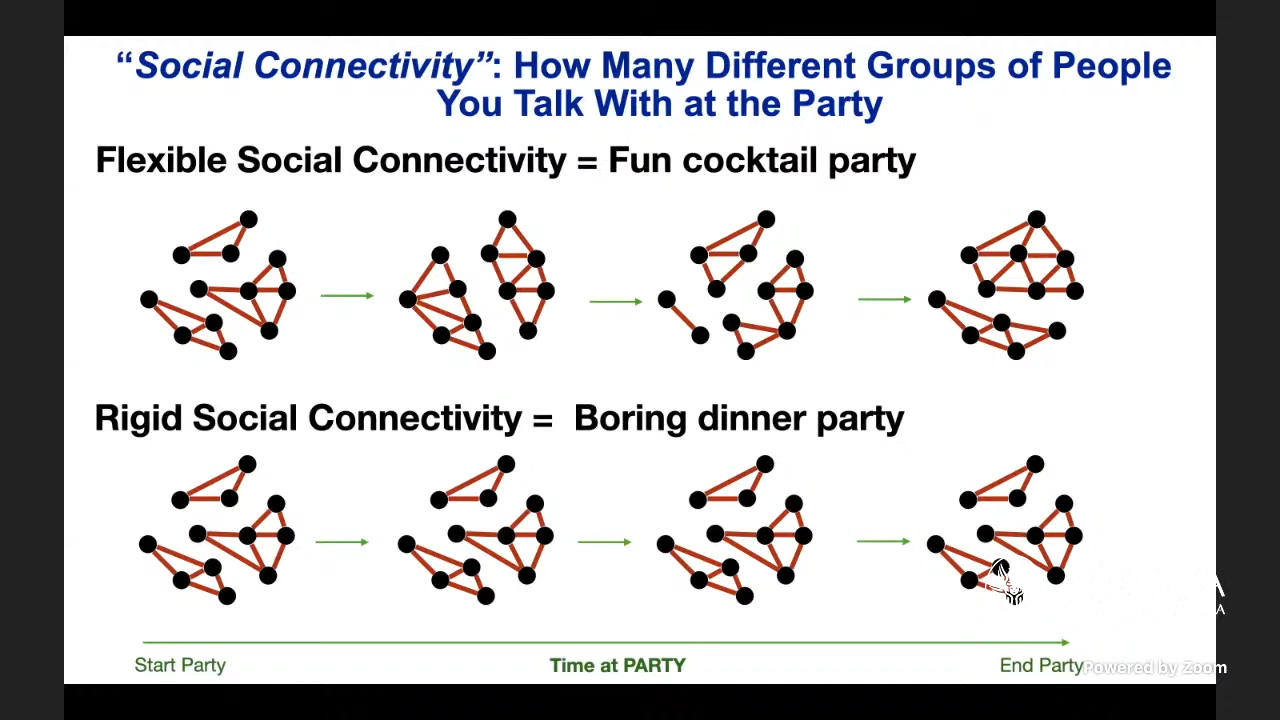 “Social Connectivity”: How Many Different Groups of People
You Talk With at the Party
Flexible Social Connectivity = Fun cocktail party
Rigid Social Connectivity = Boring dinner party
Start Party
Time at PARTY
End Party
Powered by Zoom